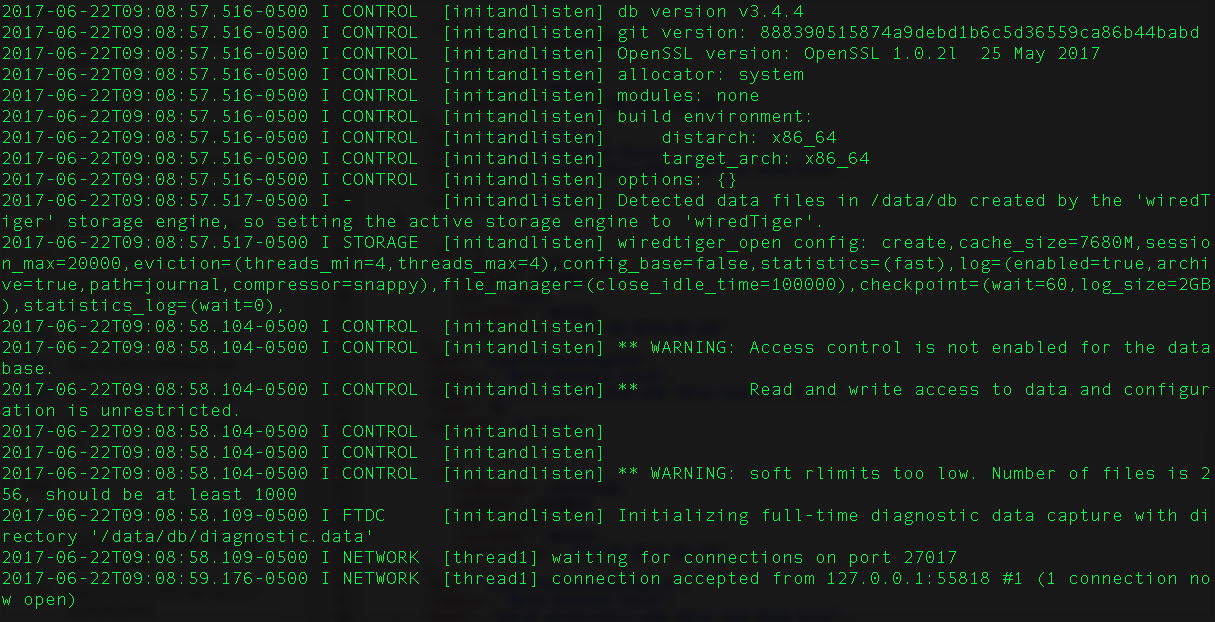 2017-06-22T09:08:57.516-0500 I CONTROL  [initandlisten] db version v3.4.4
2017-06-22T09:08:57.516-0500 I CONTROL  [initandlisten] git version: 888390515874a9debd1b6c5d36559ca86b44babd
2017-06-22T09:08:57.516-0500 I CONTROL  [initandlisten] OpenSSL version: OpenSSL 1.0.2l  25 May 2017
2017-06-22T09:08:57.516-0500 I CONTROL  [initandlisten] allocator: system
2017-06-22T09:08:57.516-0500 I CONTROL  [initandlisten] modules: none
2017-06-22T09:08:57.516-0500 I CONTROL  [initandlisten] build environment:
2017-06-22T09:08:57.516-0500 I CONTROL  [initandlisten]     distarch: x86_64
2017-06-22T09:08:57.516-0500 I CONTROL  [initandlisten]     target_arch: x86_64
2017-06-22T09:08:57.516-0500 I CONTROL  [initandlisten] options: {}
2017-06-22T09:08:57.517-0500 I -        [initandlisten] Detected data files in /data/db created by the 'wiredT
iger' storage engine, so setting the active storage engine to 'wiredTiger'.
2017-06-22T09:08:57.517-0500 I STORAGE  [initandlisten] wiredtiger_open config: create,cache_size=7680M,sessio
n_max=20000,eviction=(threads_min=4,threads_max=4),config_base=false,statistics=(fast),log=(enabled=true,archi
ve=true,path=journal,compressor=snappy),file_manager=(close_idle_time=100000),checkpoint=(wait=60,log_size=2GB
),statistics_log=(wait=0),
2017-06-22T09:08:58.104-0500 I CONTROL  [initandlisten]
2017-06-22T09:08:58.104-0500 I CONTROL  [initandlisten] ** WARNING: Access control is not enabled for the data
base.
2017-06-22T09:08:58.104-0500 I CONTROL  [initandlisten] **          Read and write access to data and configur
ation is unrestricted.
2017-06-22T09:08:58.104-0500 I CONTROL  [initandlisten]
2017-06-22T09:08:58.104-0500 I CONTROL  [initandlisten]
2017-06-22T09:08:58.104-0500 I CONTROL  [initandlisten] ** WARNING: soft rlimits too low. Number of files is 2
56, should be at least 1000
2017-06-22T09:08:58.109-0500 I FTDC     [initandlisten] Initializing full-time diagnostic data capture with di
rectory '/data/db/diagnostic.data'
2017-06-22T09:08:58.109-0500 I NETWORK  [thread1] waiting for connections on port 27017
2017-06-22T09:08:59.176-0500 I NETWORK  [thread1] connection accepted from 127.0.0.1:55818 #1 (1 connection no
w open)